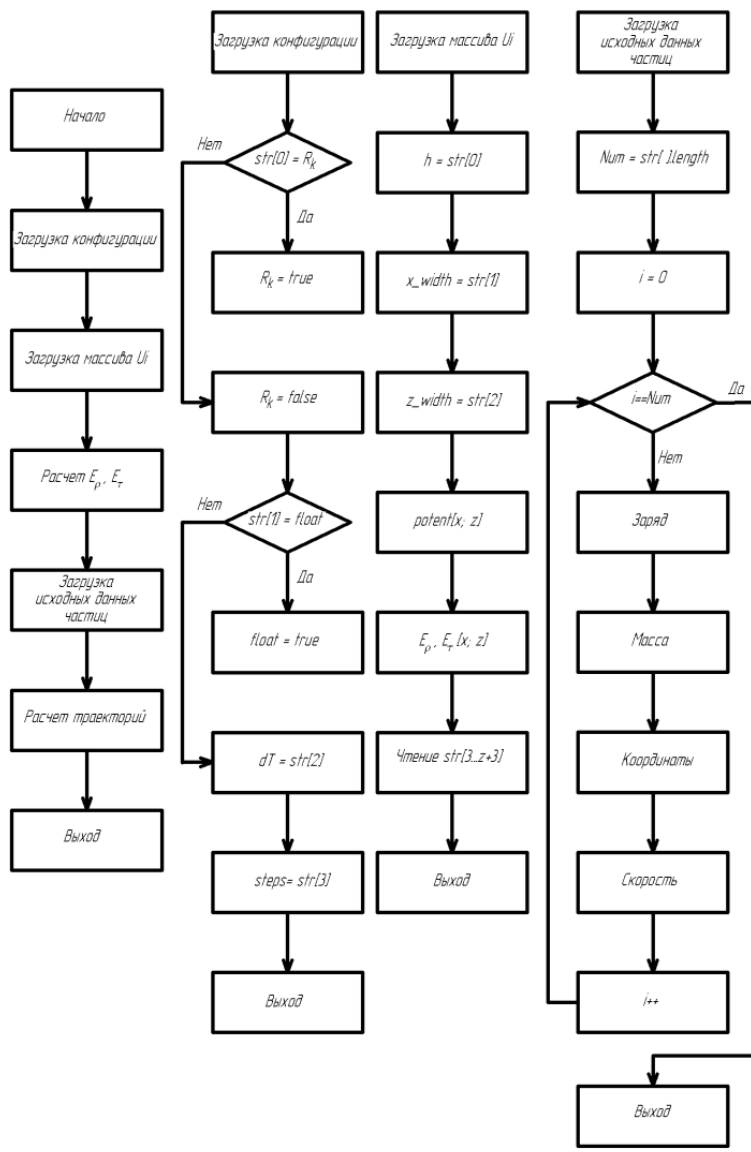 Начало
Загрузка конфигурации
Загрузка массива Ui
Расчет Eρ, Eτ
Загрузка
исходных данных
частиц
Расчет траекторий
Выход
Загрузка конфигурации
str[0] = Rk
Нет
Да
Rk = true
Rk = false
str[1] = float
Нет
Да
float = true
dT = str[2]
steps= str[3]
Выход
Загрузка массива Ui
h = str[0]
x_width = str[1]
z_width = str[2]
potent[x; z]
Eρ, Eτ [x; z]
Чтение str[3...z+3]
Выход
Загрузка
исходных данных
частиц
Num = str[ ].length
i = 0
i==Num
Да
Нет
Заряд
Масса
Координаты
Скорость
i++
Выход